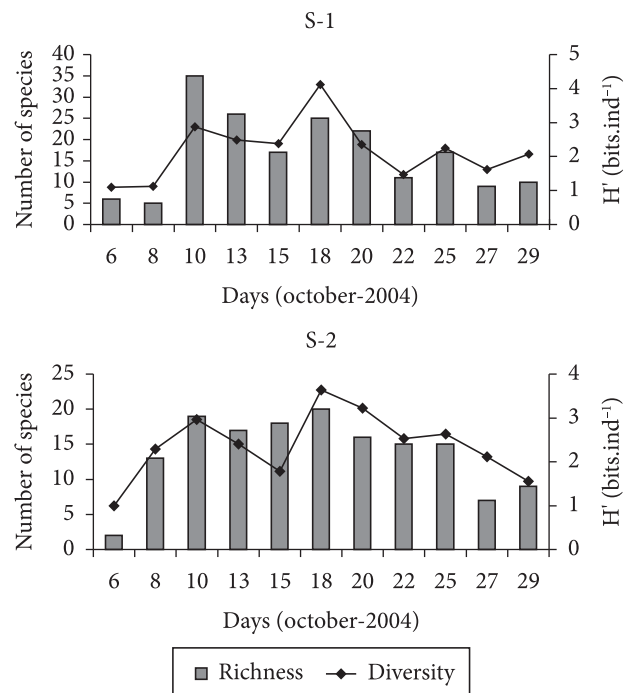 S-1
Number of species
40
35
30
25
20
15
10
5
0
5
4
3
2
1
0
H' (bits.ind⁻¹)
6 8 10 13 15 18 20 22 25 27 29
Days (october-2004)
S-2
Number of species
25
20
15
10
5
0
4
3
2
1
0
H' (bits.ind⁻¹)
6 8 10 13 15 18 20 22 25 27 29
Days (october-2004)
Richness Diversity